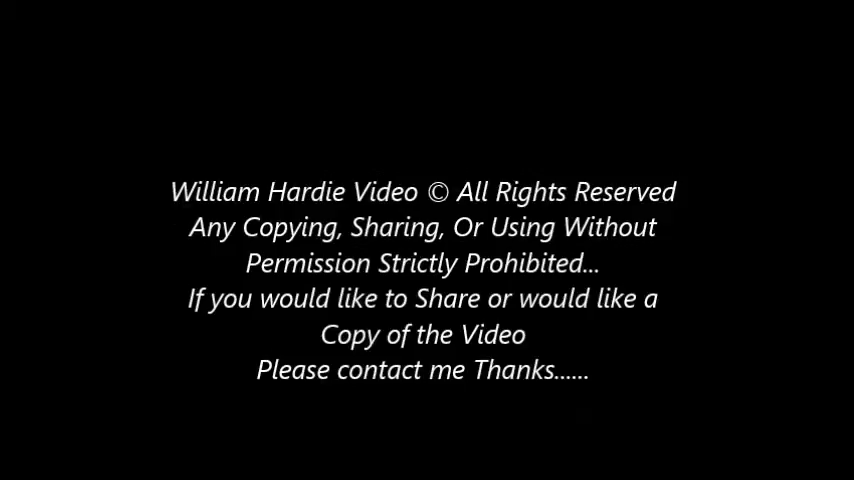 William Hardie Video © All Rights Reserved
Any Copying, Sharing, Or Using Without
Permission Strictly Prohibited...
If you would like to Share or would like a
Copy of the Video
Please contact me Thanks......